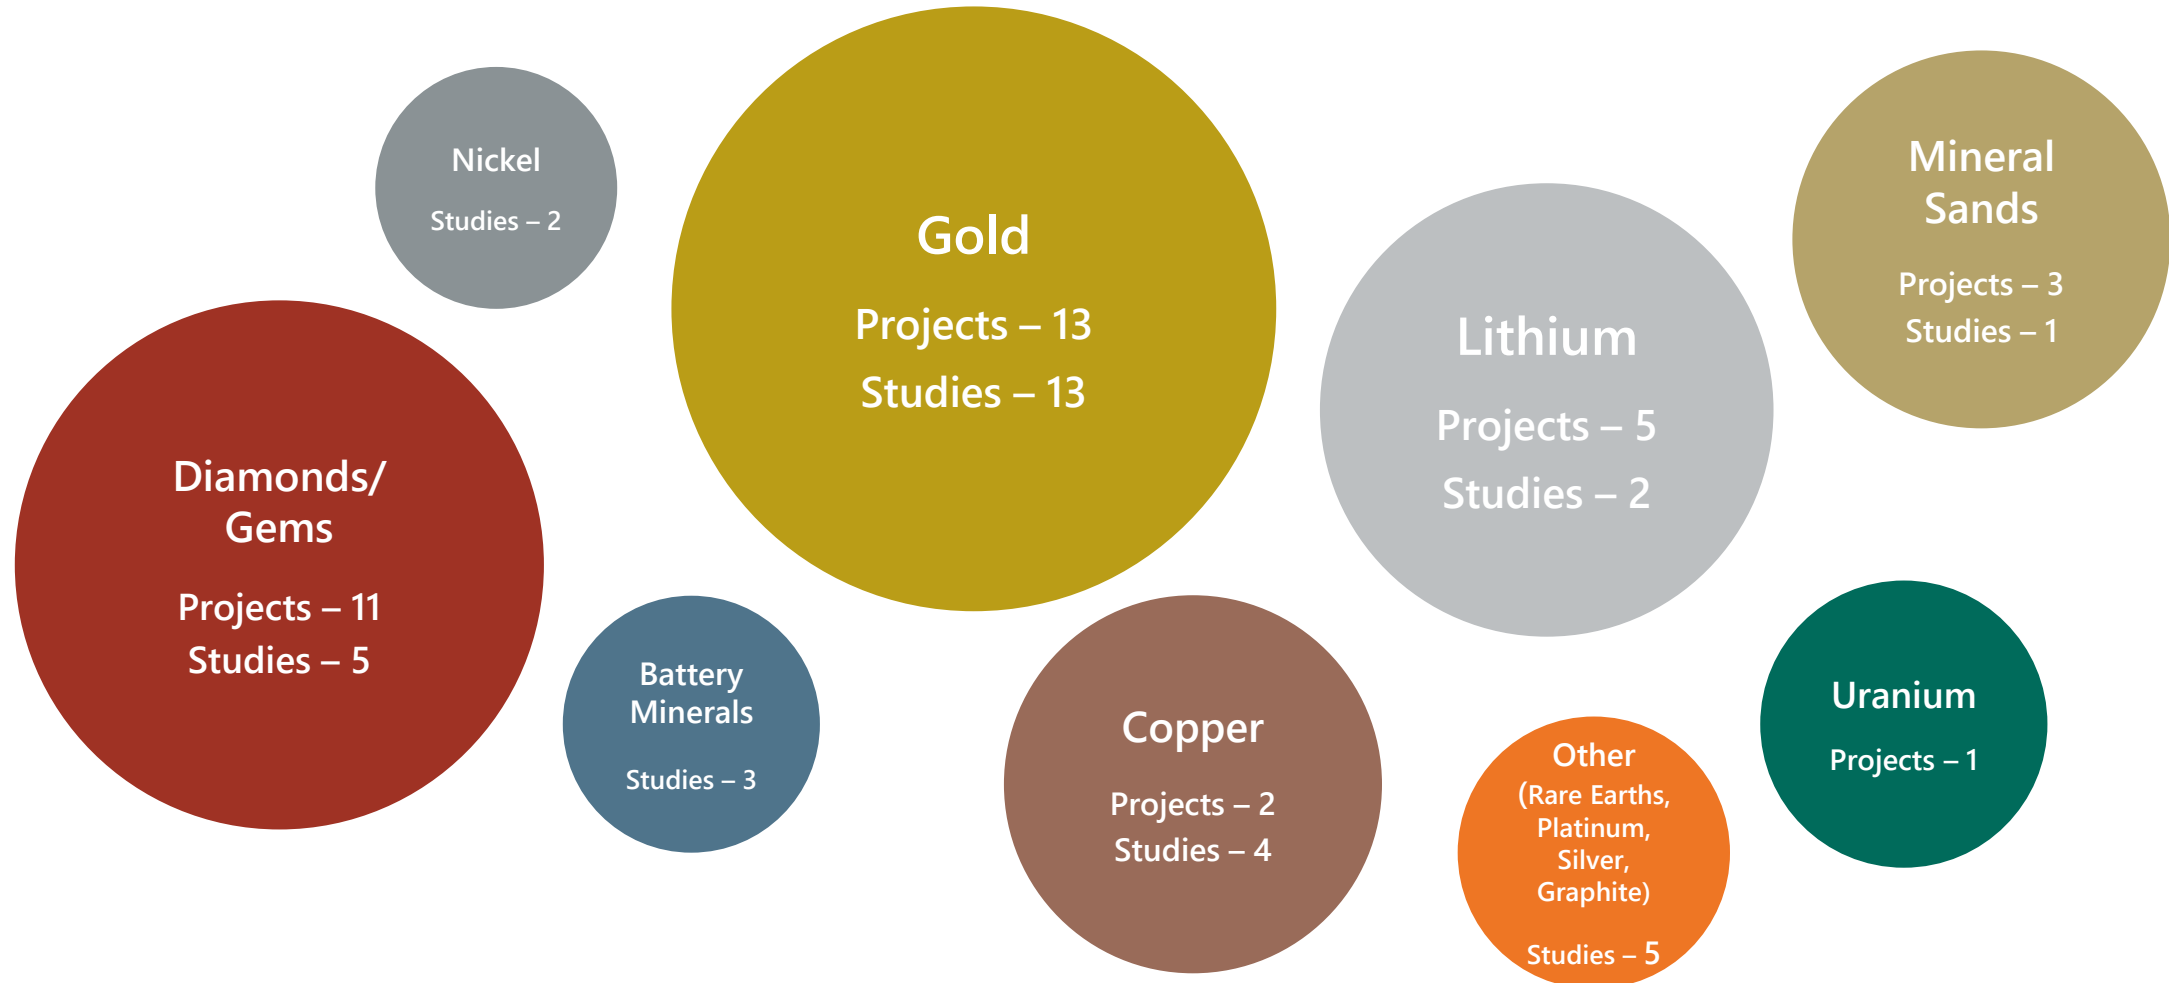 Nickel
Studies – 2
Gold
Projects – 13
Studies – 13
Mineral
Sands
Projects – 3
Studies – 1
Lithium
Projects – 5
Studies – 2
Diamonds/
Gems
Projects – 11
Studies – 5
Battery
Minerals
Studies – 3
Copper
Projects – 2
Studies – 4
Other
(Rare Earths,
Platinum,
Silver,
Graphite)
Studies – 5
Uranium
Projects – 1